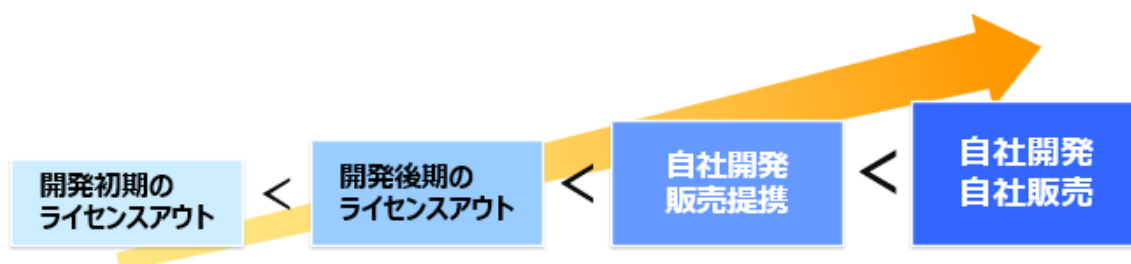 開発初期の
ライセンスアウト
<
開発後期の
ライセンスアウト
<
自社開発
販売提携
<
自社開発
自社販売